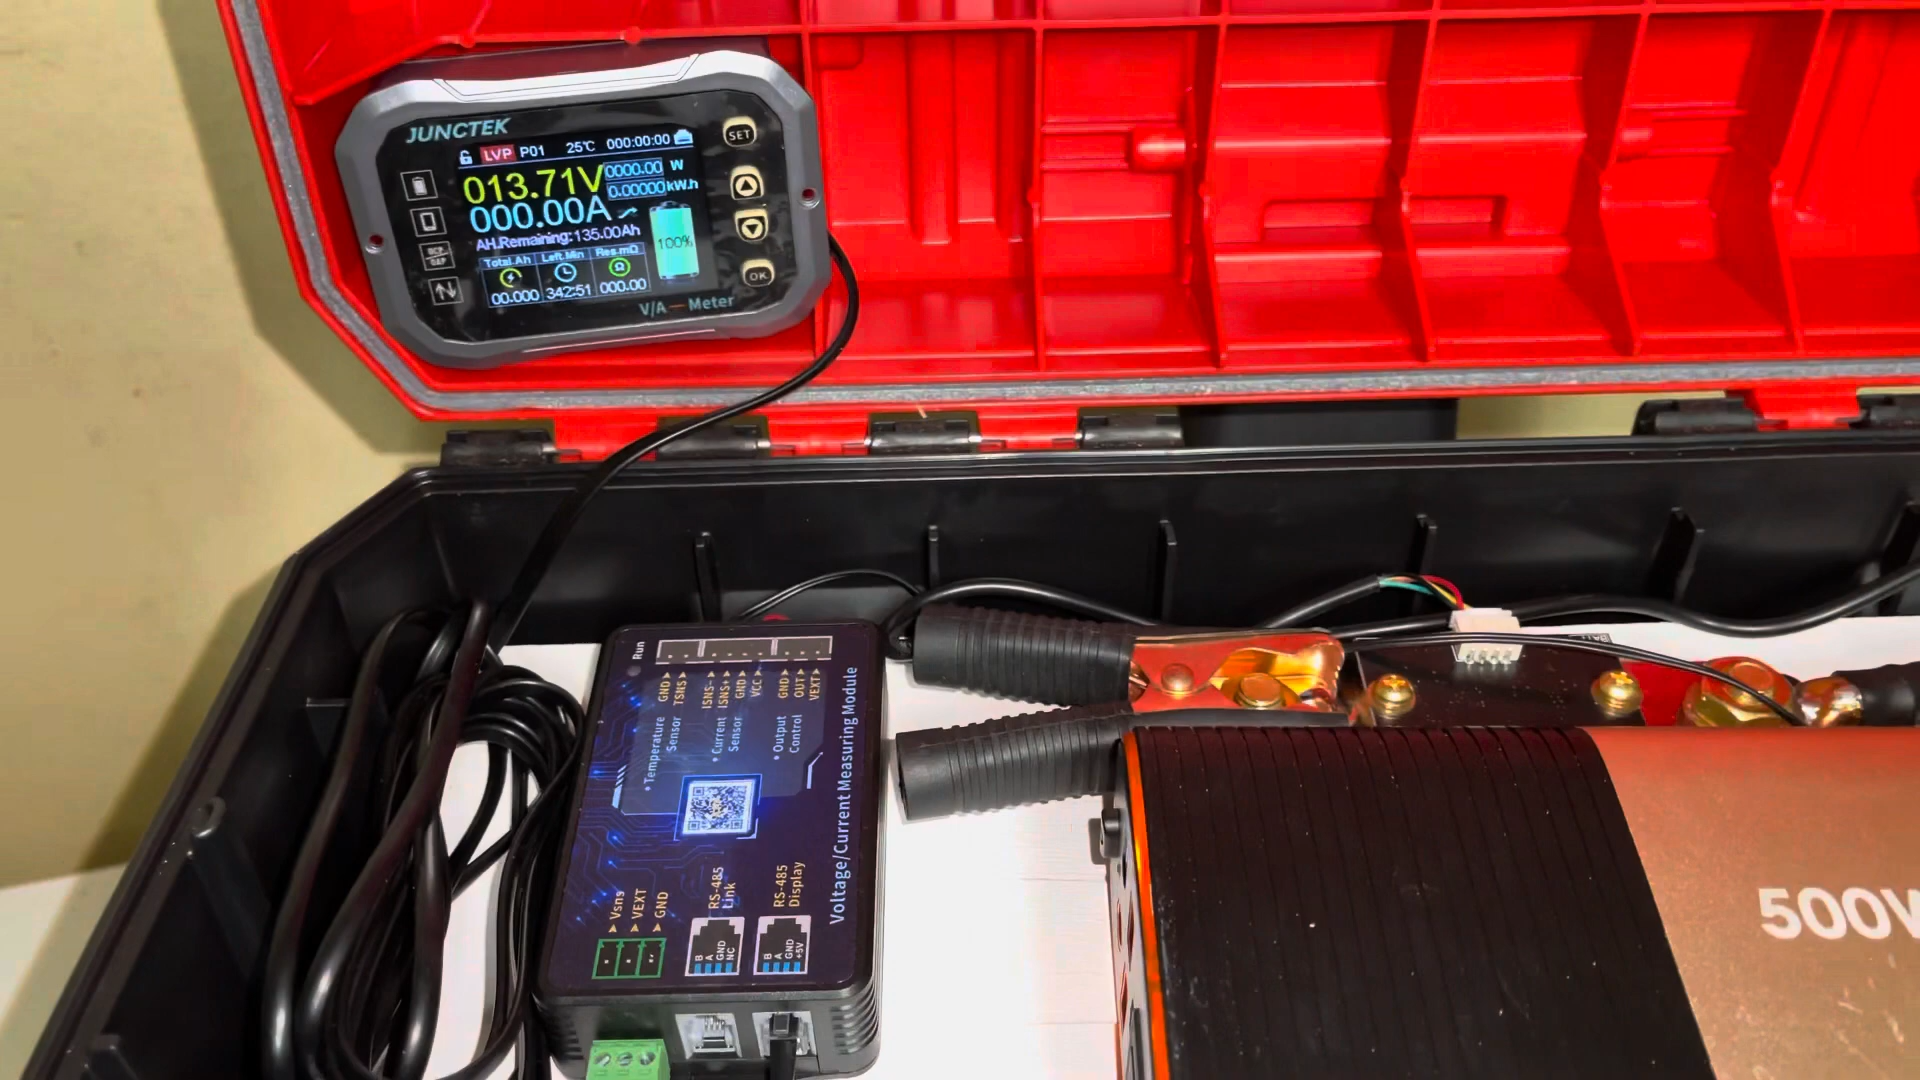 JUNCTEK
LVP P01 25℃ 000:00:00
013.71V 0000.00 W
0.00000 kW.h
000.00A
AH.Remaining:135.00Ah
100%
Total.Ah Left.Min Res.mΩ
00.000 342:51 000.00
V/A — Meter
SET
OK
OCP
CAP
Run
GND
TSNS
ISNS-
ISNS+
GND
VCC
GND
OUT
VEXT
Temperature
Sensor
Current
Sensor
Output
Control
Voltage/Current Measuring Module
Vsns
VEXT
GND
RS-485
Link
RS-485
Display
B
A
GND
NC
B
A
GND
+5V
500W